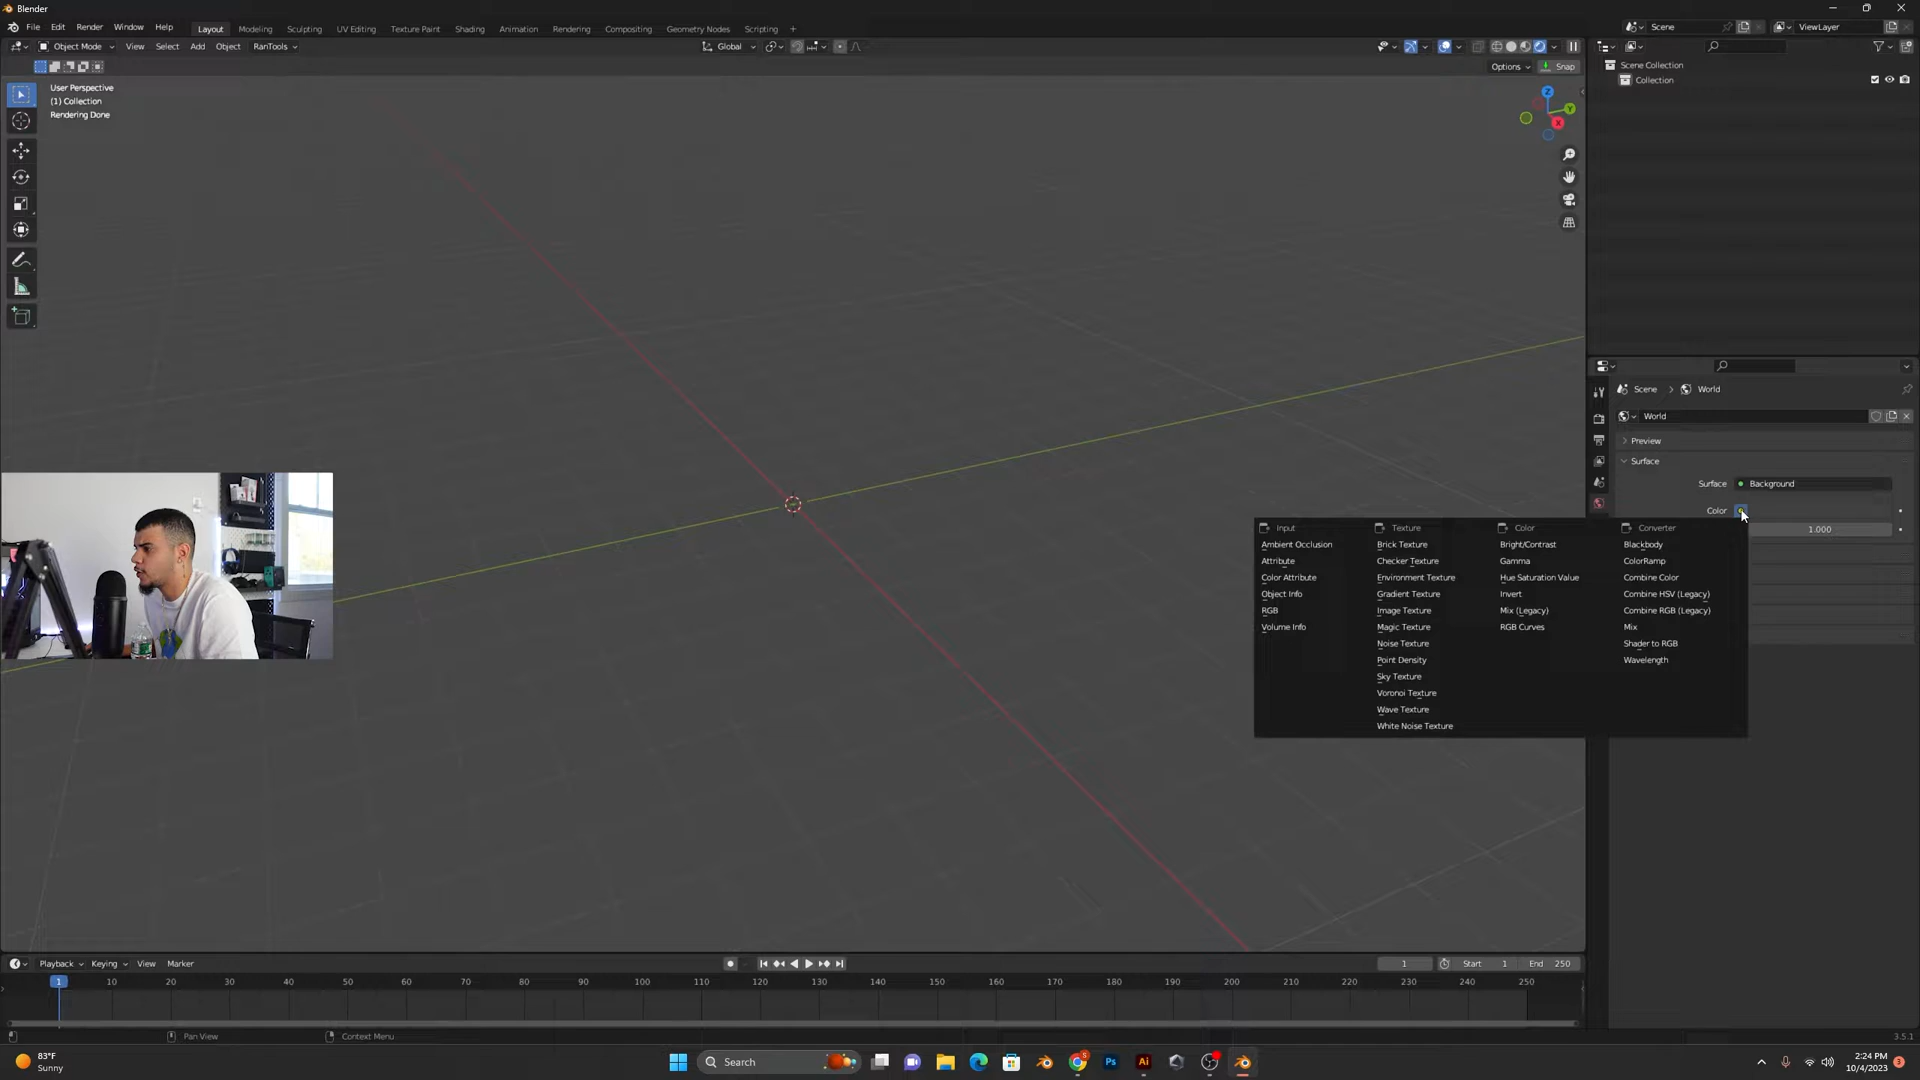 Blender
File Edit Render Window Help
Layout Modeling Sculpting UV Editing Texture Paint Shading Animation Rendering Compositing Geometry Nodes Scripting +
Scene ViewLayer
Object Mode View Select Add Object RanTools
Global
Options Snap
User Perspective
(1) Collection
Rendering Done
Z
Y
X
Scene Collection
Collection
Scene > World
World
Preview
Surface
Surface Background
Color
1.000
Input Texture Color Converter
Ambient Occlusion Brick Texture Bright/Contrast Blackbody
Attribute Checker Texture Gamma ColorRamp
Color Attribute Environment Texture Hue Saturation Value Combine Color
Object Info Gradient Texture Invert Combine HSV (Legacy)
RGB Image Texture Mix (Legacy) Combine RGB (Legacy)
Volume Info Magic Texture RGB Curves Mix
Noise Texture Shader to RGB
Point Density Wavelength
Sky Texture
Voronoi Texture
Wave Texture
White Noise Texture
Playback Keying View Marker
1 Start 1 End 250
1 10 20 30 40 50 60 70 80 90 100 110 120 130 140 150 160 170 180 190 200 210 220 230 240 250
Pan View Context Menu
3.5.1
83°F
Sunny
Search
Ps
Ai
2:24 PM
10/4/2023
3